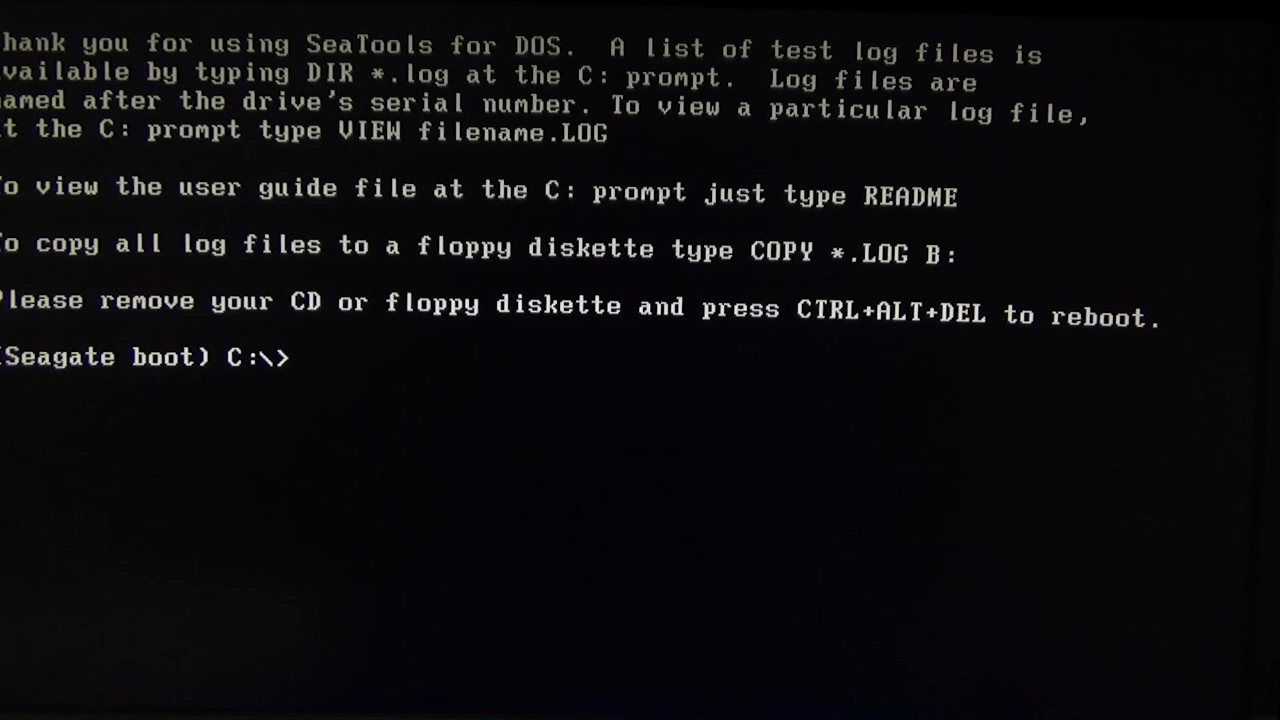 hank you for using SeaTools for DOS.  A list of test log files is
vailable by typing DIR *.log at the C: prompt.  Log files are
amed after the drive's serial number. To view a particular log file,
t the C: prompt type VIEW filename.LOG
o view the user guide file at the C: prompt just type README
o copy all log files to a floppy diskette type COPY *.LOG B:
Please remove your CD or floppy diskette and press CTRL+ALT+DEL to reboot.
(Seagate boot) C:\>